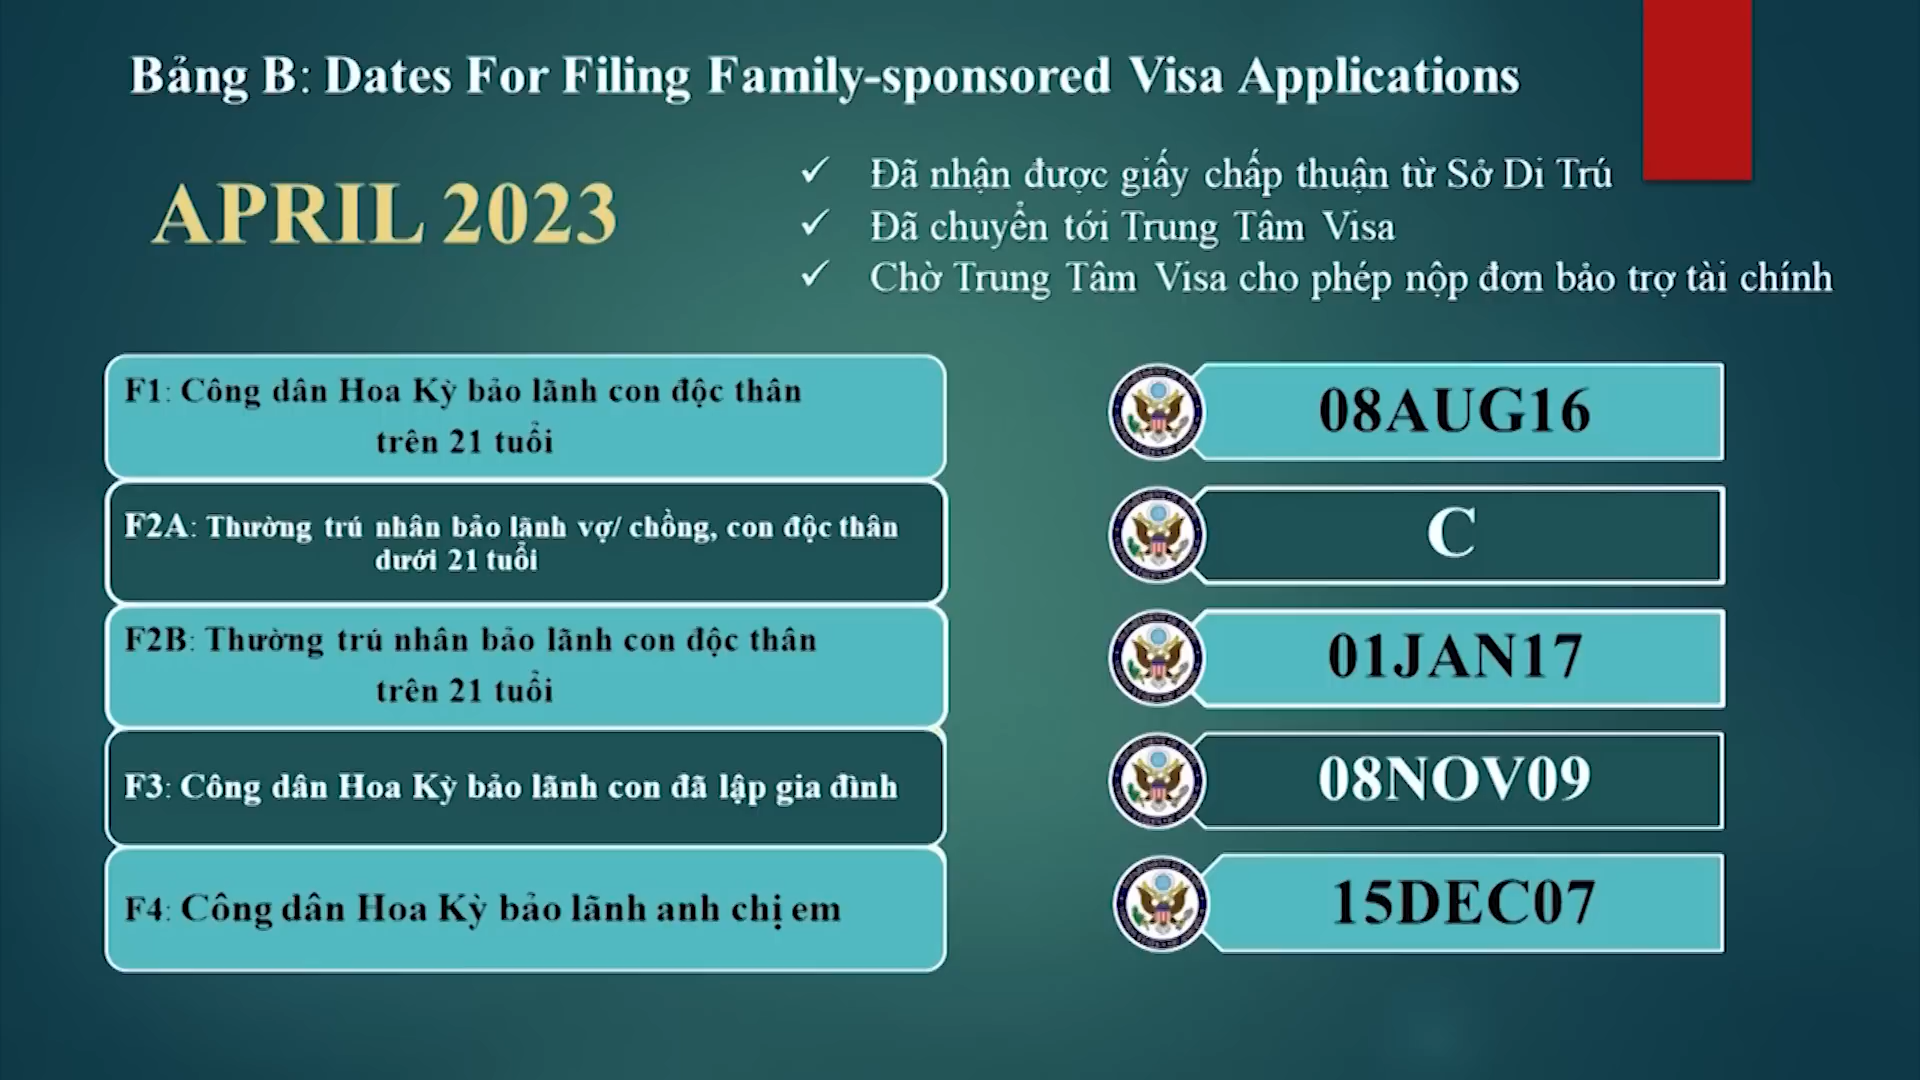 Bảng B: Dates For Filing Family-sponsored Visa Applications
APRIL 2023
✓ Đã nhận được giấy chấp thuận từ Sở Di Trú
✓ Đã chuyển tới Trung Tâm Visa
✓ Chờ Trung Tâm Visa cho phép nộp đơn bảo trợ tài chính
F1: Công dân Hoa Kỳ bảo lãnh con độc thân
trên 21 tuổi
08AUG16
F2A: Thường trú nhân bảo lãnh vợ/ chồng, con độc thân
dưới 21 tuổi
C
F2B: Thường trú nhân bảo lãnh con độc thân
trên 21 tuổi
01JAN17
F3: Công dân Hoa Kỳ bảo lãnh con đã lập gia đình
08NOV09
F4: Công dân Hoa Kỳ bảo lãnh anh chị em
15DEC07